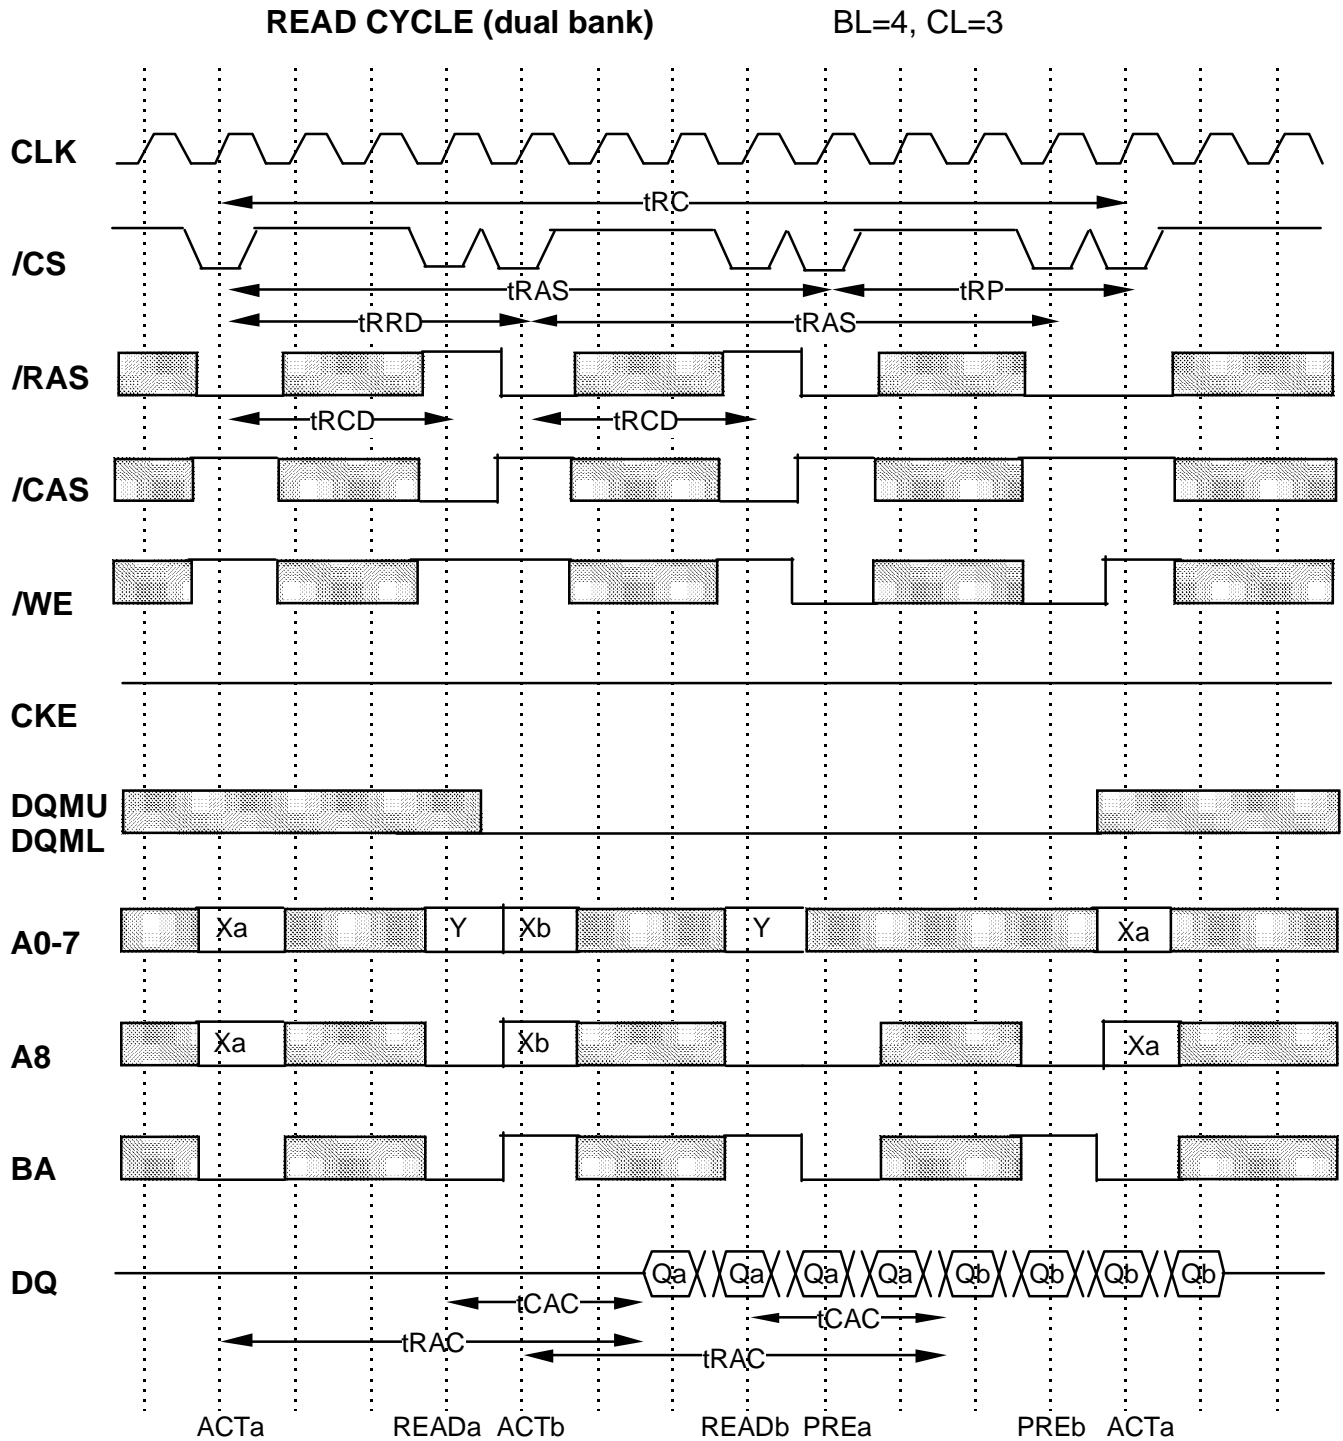 READ CYCLE (dual bank) BL=4, CL=3
CLK
tRC
/CS
tRAS tRP
tRRD tRAS
/RAS
tRCD tRCD
/CAS
/WE
CKE
DQMU
DQML
A0-7 Xa Y Xb Y Xa
A8 Xa Xb Xa
BA
DQ Qa Qa Qa Qa Qb Qb Qb Qb
tCAC tCAC
tRAC tRAC
ACTa READa ACTb READb PREa PREb ACTa